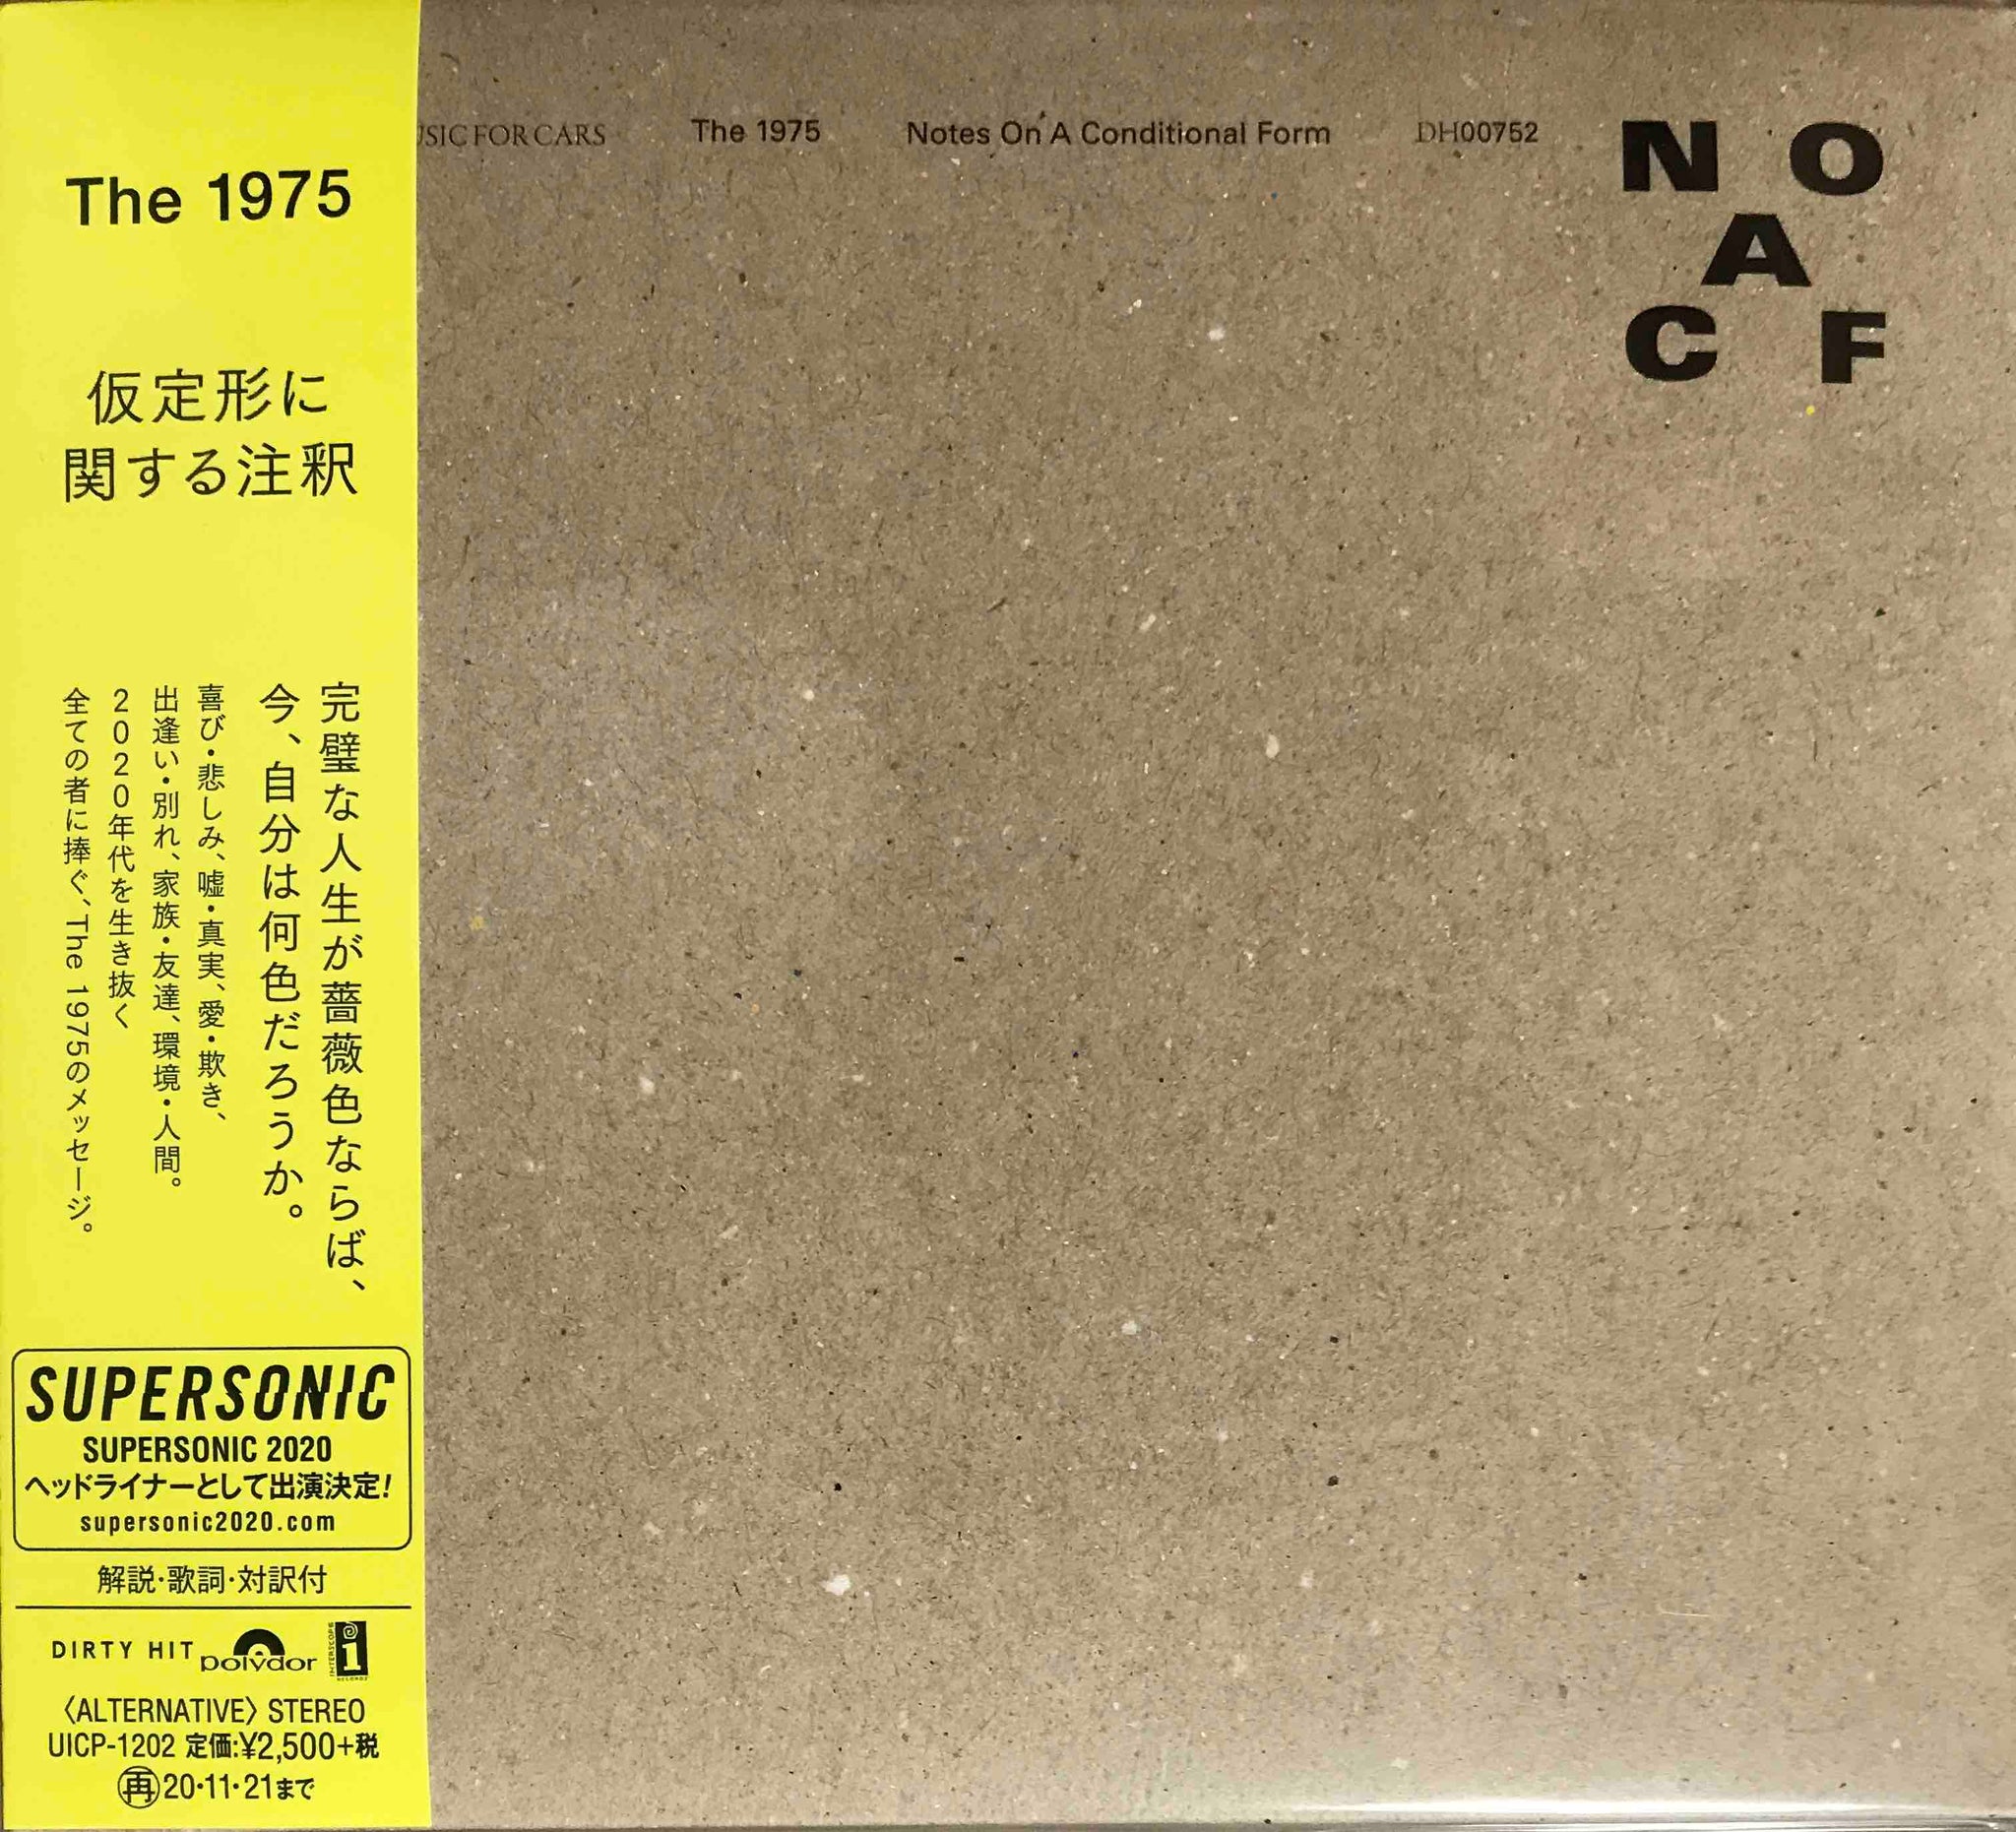 The 1975
仮定形に
関する注釈
完璧な人生が薔薇色ならば、
今、自分は何色だろうか。
喜び・悲しみ、嘘・真実、愛・欺き、
出逢い・別れ、家族・友達、環境・人間。
2020年代を生き抜く
全ての者に捧ぐ、The 1975のメッセージ。
SUPERSONIC
SUPERSONIC 2020
ヘッドライナーとして出演決定!
supersonic2020.com
解説・歌詞・対訳付
DIRTY HIT polydor INTERSCOPE RECORDS
〈ALTERNATIVE〉 STEREO
UICP-1202 定価:¥2,500+税
再 20・11・21まで
USIC FOR CARS The 1975 Notes On A Conditional Form DH00752
N O
A
C F